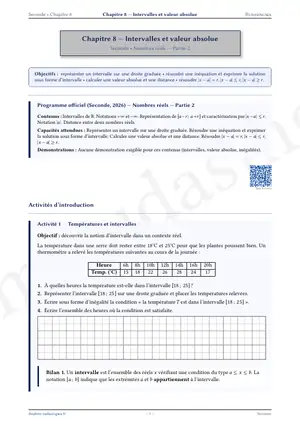 Seconde • Chapitre 8
Chapitre 8 — Intervalles et valeur absolue
Chapitre 8 — Intervalles et valeur absolue
Seconde • Nombres réels — Partie 2
Objectifs : représenter un intervalle sur une droite graduée • résoudre une inéquation et exprimer la solution
sous forme d'intervalle • calculer une valeur absolue et une distance • résoudre |x − a| ⩽ r, |x − a| ⩾ r.
Programme officiel (Seconde, 2026) — Nombres réels — Partie 2
Contenus : Intervalles de ℝ. Notations +∞ et −∞. Représentation de [a − r ; a + r] et caractérisation par |x − a| ⩽ r.
Notation |a|. Distance entre deux nombres réels.
Capacités attendues : Représenter un intervalle sur une droite graduée. Résoudre une inéquation et exprimer
la solution sous forme d'intervalle. Calculer une valeur absolue et une distance. Résoudre |x − a| < r, |x − a| ⩽ r,
|x − a| ⩾ r.
Démonstrations : Aucune démonstration exigible pour ces contenus (intervalles, valeur absolue, inégalités).
Activités d'introduction
Activité 1 Températures et intervalles
Objectif : découvrir la notion d'intervalle dans un contexte réel.
La température dans une serre doit rester entre 18°C et 25°C pour que les plantes poussent bien. Un
thermomètre a relevé les températures suivantes au cours de la journée :
Heure 6h 8h 10h 12h 14h 16h 20h
Temp. (°C) 15 18 22 26 28 24 17
1. À quelles heures la température est-elle dans l'intervalle [18 ; 25] ?
2. Représenter l'intervalle [18 ; 25] sur une droite graduée et placer les températures relevées.
3. Écrire sous forme d'inégalité la condition « la température T est dans l'intervalle [18 ; 25] ».
4. Écrire l'ensemble des heures où la condition est satisfaite.
Bilan 1. Un intervalle est l'ensemble des réels x vérifiant une condition du type a ⩽ x ⩽ b. La
notation [a ; b] indique que les extrémités a et b appartiennent à l'intervalle.
- 1 -
Seconde